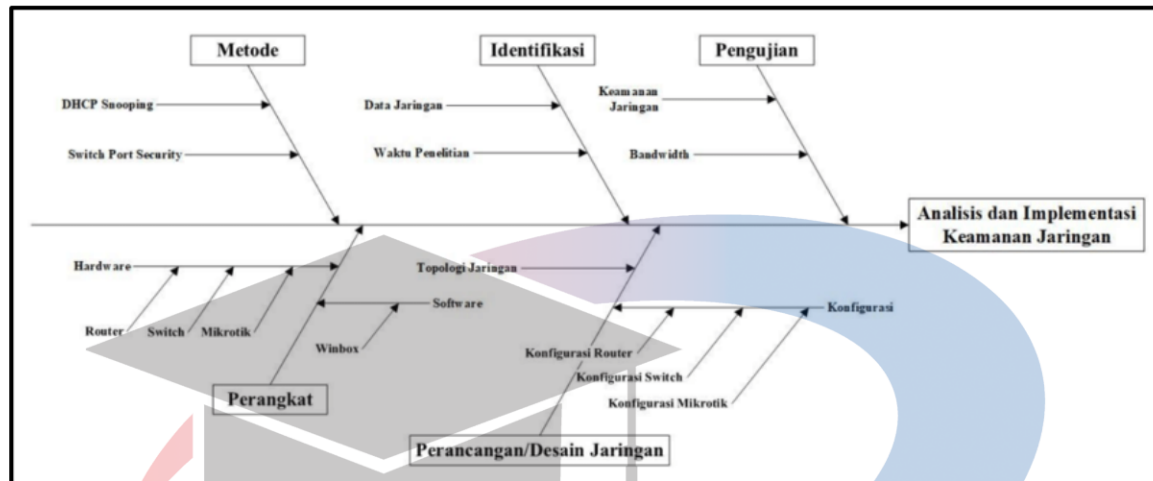 Metode
Identifikasi
Pengujian
DHCP Snooping
Data Jaringan
Keamanan
Jaringan
Switch Port Security
Waktu Penelitian
Bandwidth
Analisis dan Implementasi
Keamanan Jaringan
Hardware
Topologi Jaringan
Software
Konfigurasi
Router
Switch
Mikrotik
Winbox
Konfigurasi Router
Konfigurasi Switch
Konfigurasi Mikrotik
Perangkat
Perancangan/Desain Jaringan